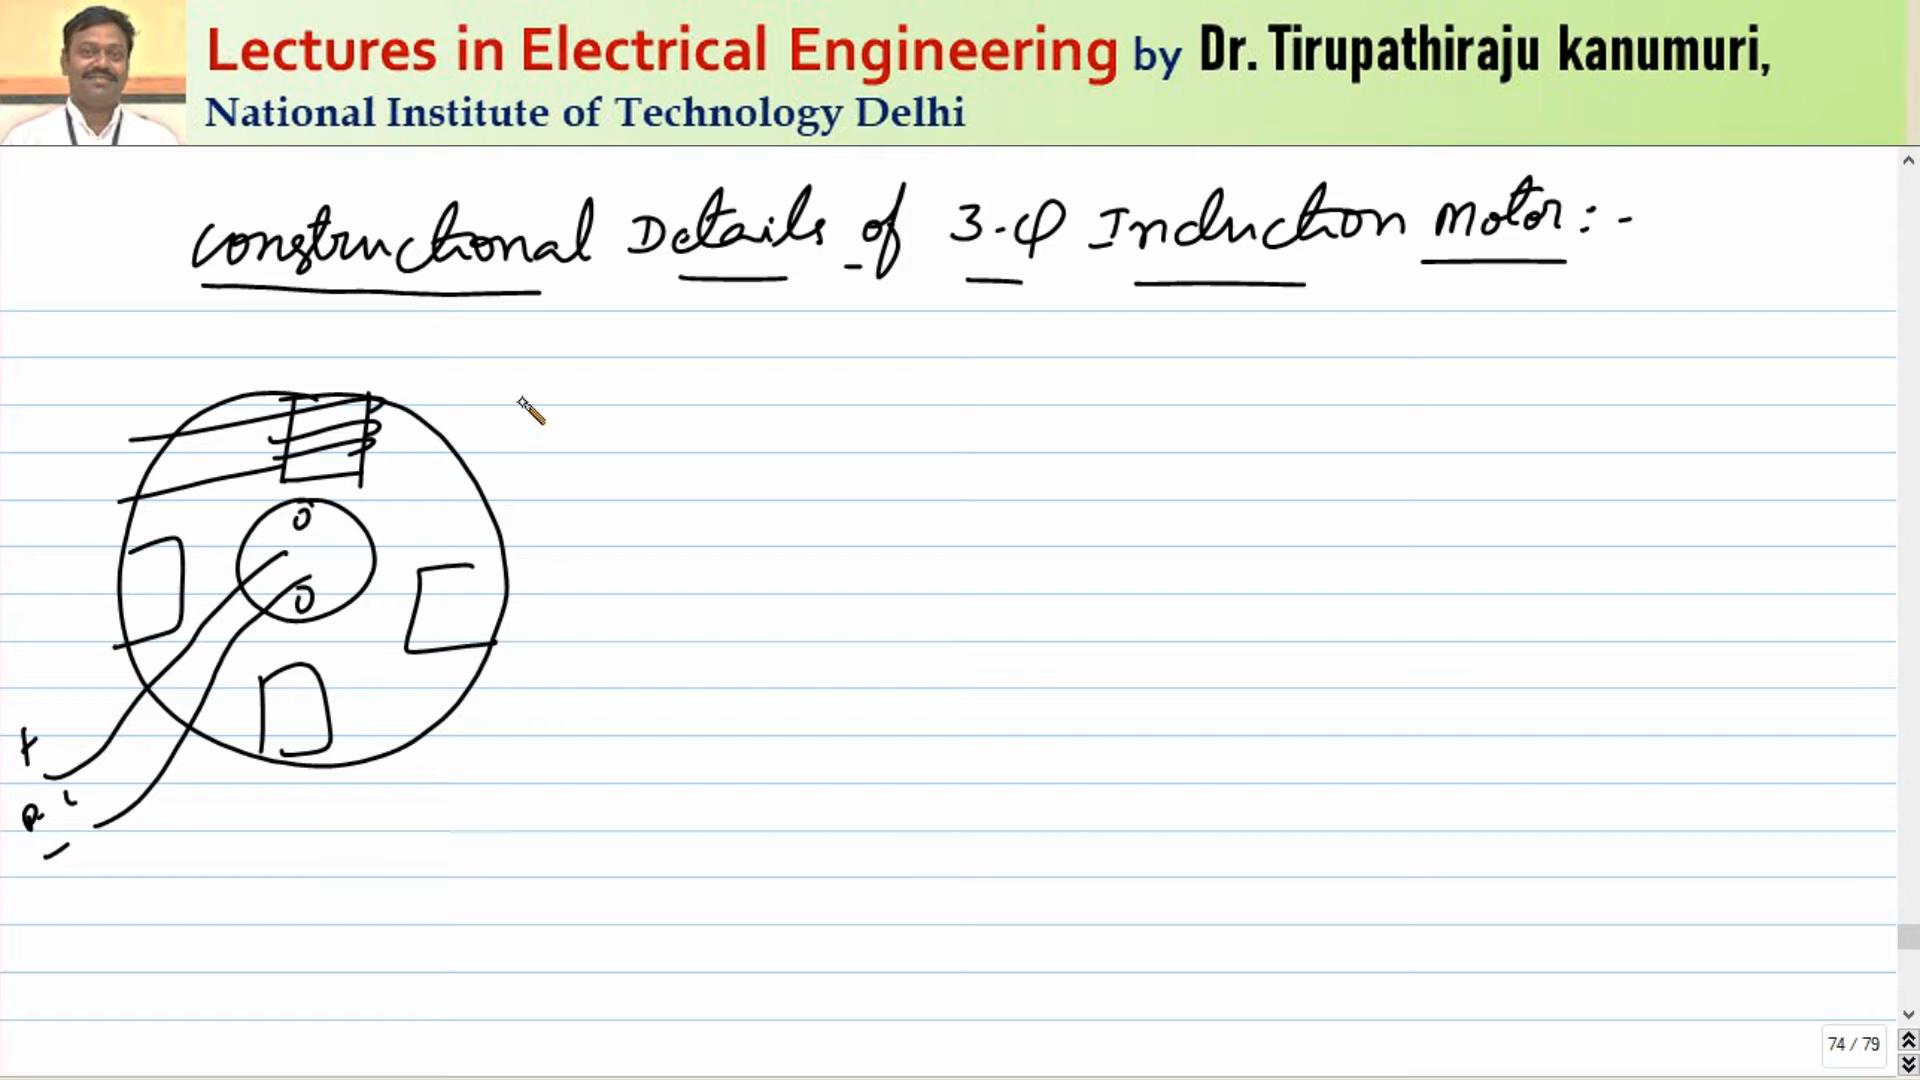 Lectures in Electrical Engineering by Dr. Tirupathiraju kanumuri,
National Institute of Technology Delhi
Constructional Details of 3-φ Induction Motor :-
+
-
74 / 79